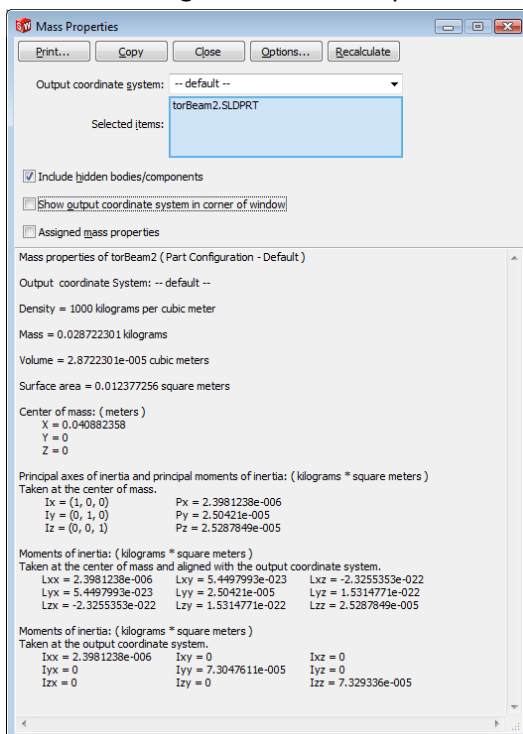 Mass Properties
Print... Copy Close Options... Recalculate
Output coordinate system: -- default --
torBeam2.SLDPRT
Selected items:
Include hidden bodies/components
Show output coordinate system in corner of window
Assigned mass properties
Mass properties of torBeam2 ( Part Configuration - Default )
Output coordinate System: -- default --
Density = 1000 kilograms per cubic meter
Mass = 0.028722301 kilograms
Volume = 2.8722301e-005 cubic meters
Surface area = 0.012377256 square meters
Center of mass: ( meters )
X = 0.040882358
Y = 0
Z = 0
Principal axes of inertia and principal moments of inertia: ( kilograms * square meters )
Taken at the center of mass.
Ix = (1, 0, 0) Px = 2.3981238e-006
Iy = (0, 1, 0) Py = 2.50421e-005
Iz = (0, 0, 1) Pz = 2.5287849e-005
Moments of inertia: ( kilograms * square meters )
Taken at the center of mass and aligned with the output coordinate system.
Lxx = 2.3981238e-006 Lxy = 5.4497993e-023 Lxz = -2.3255353e-022
Lyx = 5.4497993e-023 Lyy = 2.50421e-005 Lyz = 1.5314771e-022
Lzx = -2.3255353e-022 Lzy = 1.5314771e-022 Lzz = 2.5287849e-005
Moments of inertia: ( kilograms * square meters )
Taken at the output coordinate system.
Ixx = 2.3981238e-006 Ixy = 0 Ixz = 0
Iyx = 0 Iyy = 7.3047611e-005 Iyz = 0
Izx = 0 Izy = 0 Izz = 7.329336e-005